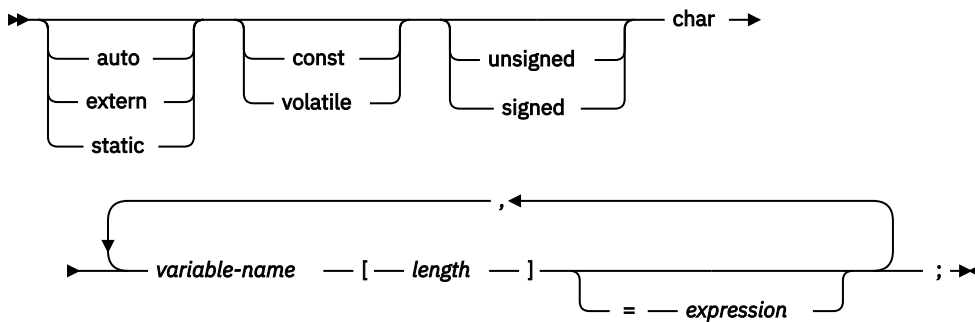 char
auto const unsigned
extern volatile signed
static
,
variable-name [ length ] ;
= expression